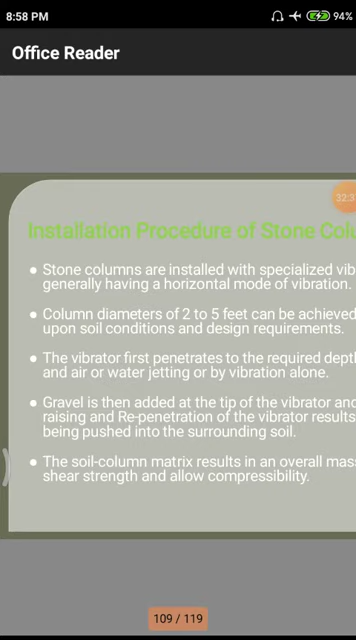 8:58 PM 94%
Office Reader
32:3
Installation Procedure of Stone Colu
● Stone columns are installed with specialized vib
generally having a horizontal mode of vibration.
● Column diameters of 2 to 5 feet can be achieved
upon soil conditions and design requirements.
● The vibrator first penetrates to the required dept
and air or water jetting or by vibration alone.
● Gravel is then added at the tip of the vibrator and
raising and Re-penetration of the vibrator results
being pushed into the surrounding soil.
● The soil-column matrix results in an overall mas
shear strength and allow compressibility.
109 / 119